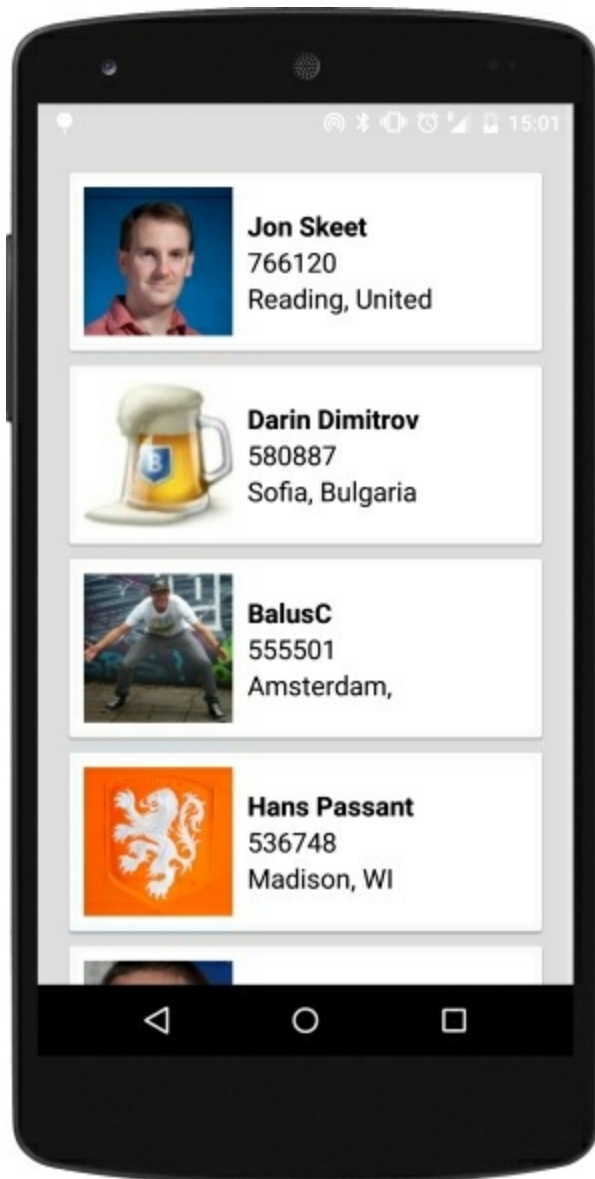 15:01
Jon Skeet
766120
Reading, United
B
Darin Dimitrov
580887
Sofia, Bulgaria
BalusC
555501
Amsterdam,
Hans Passant
536748
Madison, WI